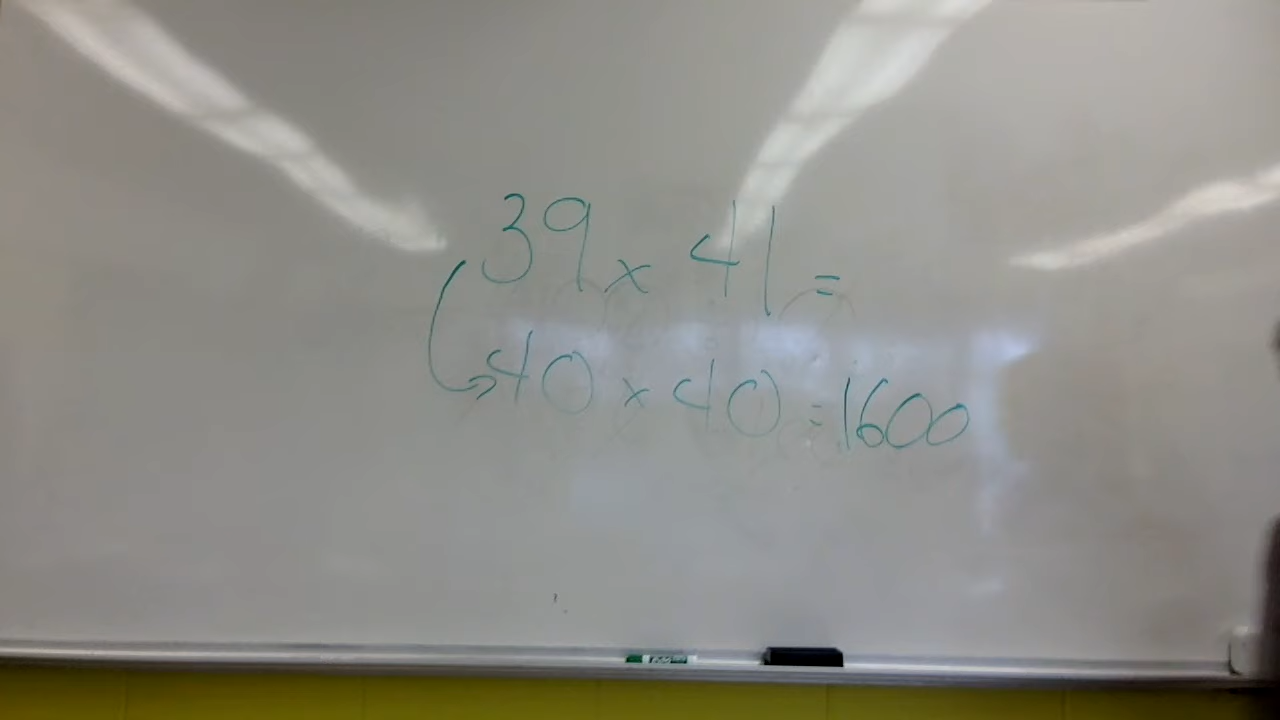 39 x 41 =
40 x 40 = 1600